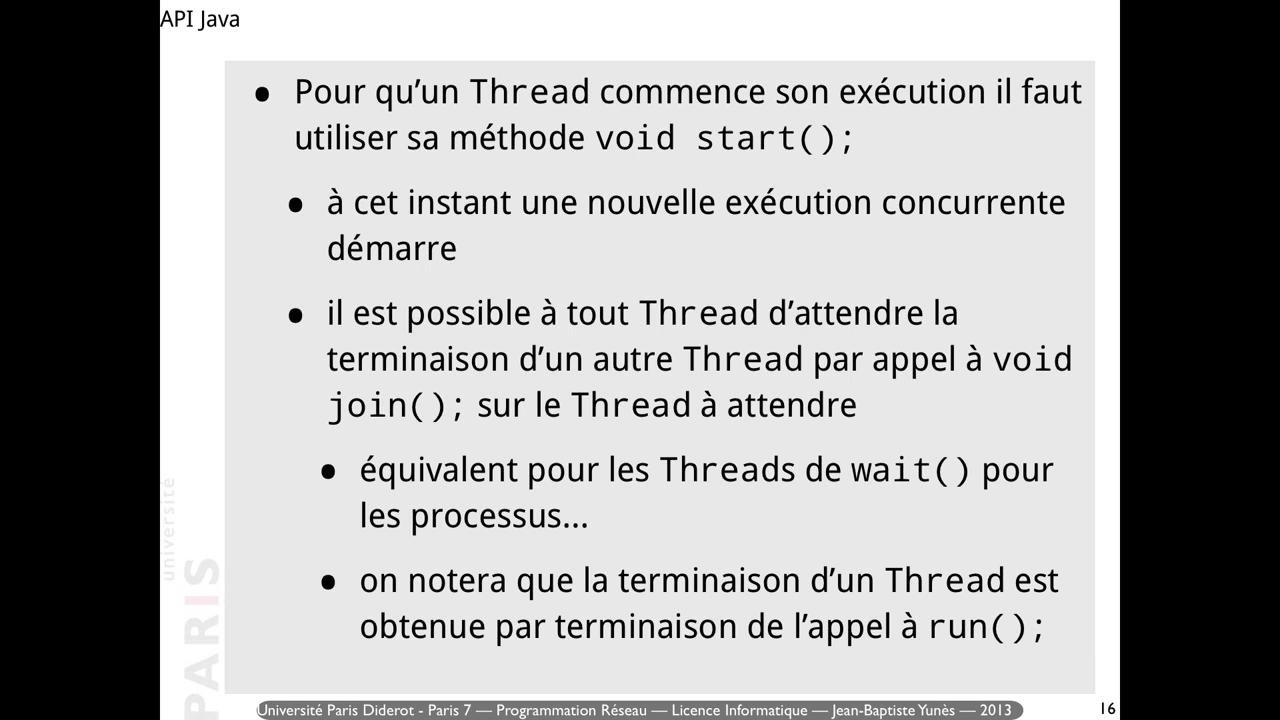 API Java
• Pour qu’un Thread commence son exécution il faut
utiliser sa méthode void start();
• à cet instant une nouvelle exécution concurrente
démarre
• il est possible à tout Thread d’attendre la
terminaison d’un autre Thread par appel à void
join(); sur le Thread à attendre
• équivalent pour les Threads de wait() pour
les processus...
• on notera que la terminaison d’un Thread est
obtenue par terminaison de l’appel à run();
université
PARIS
Université Paris Diderot - Paris 7 — Programmation Réseau — Licence Informatique — Jean-Baptiste Yunès — 2013
16